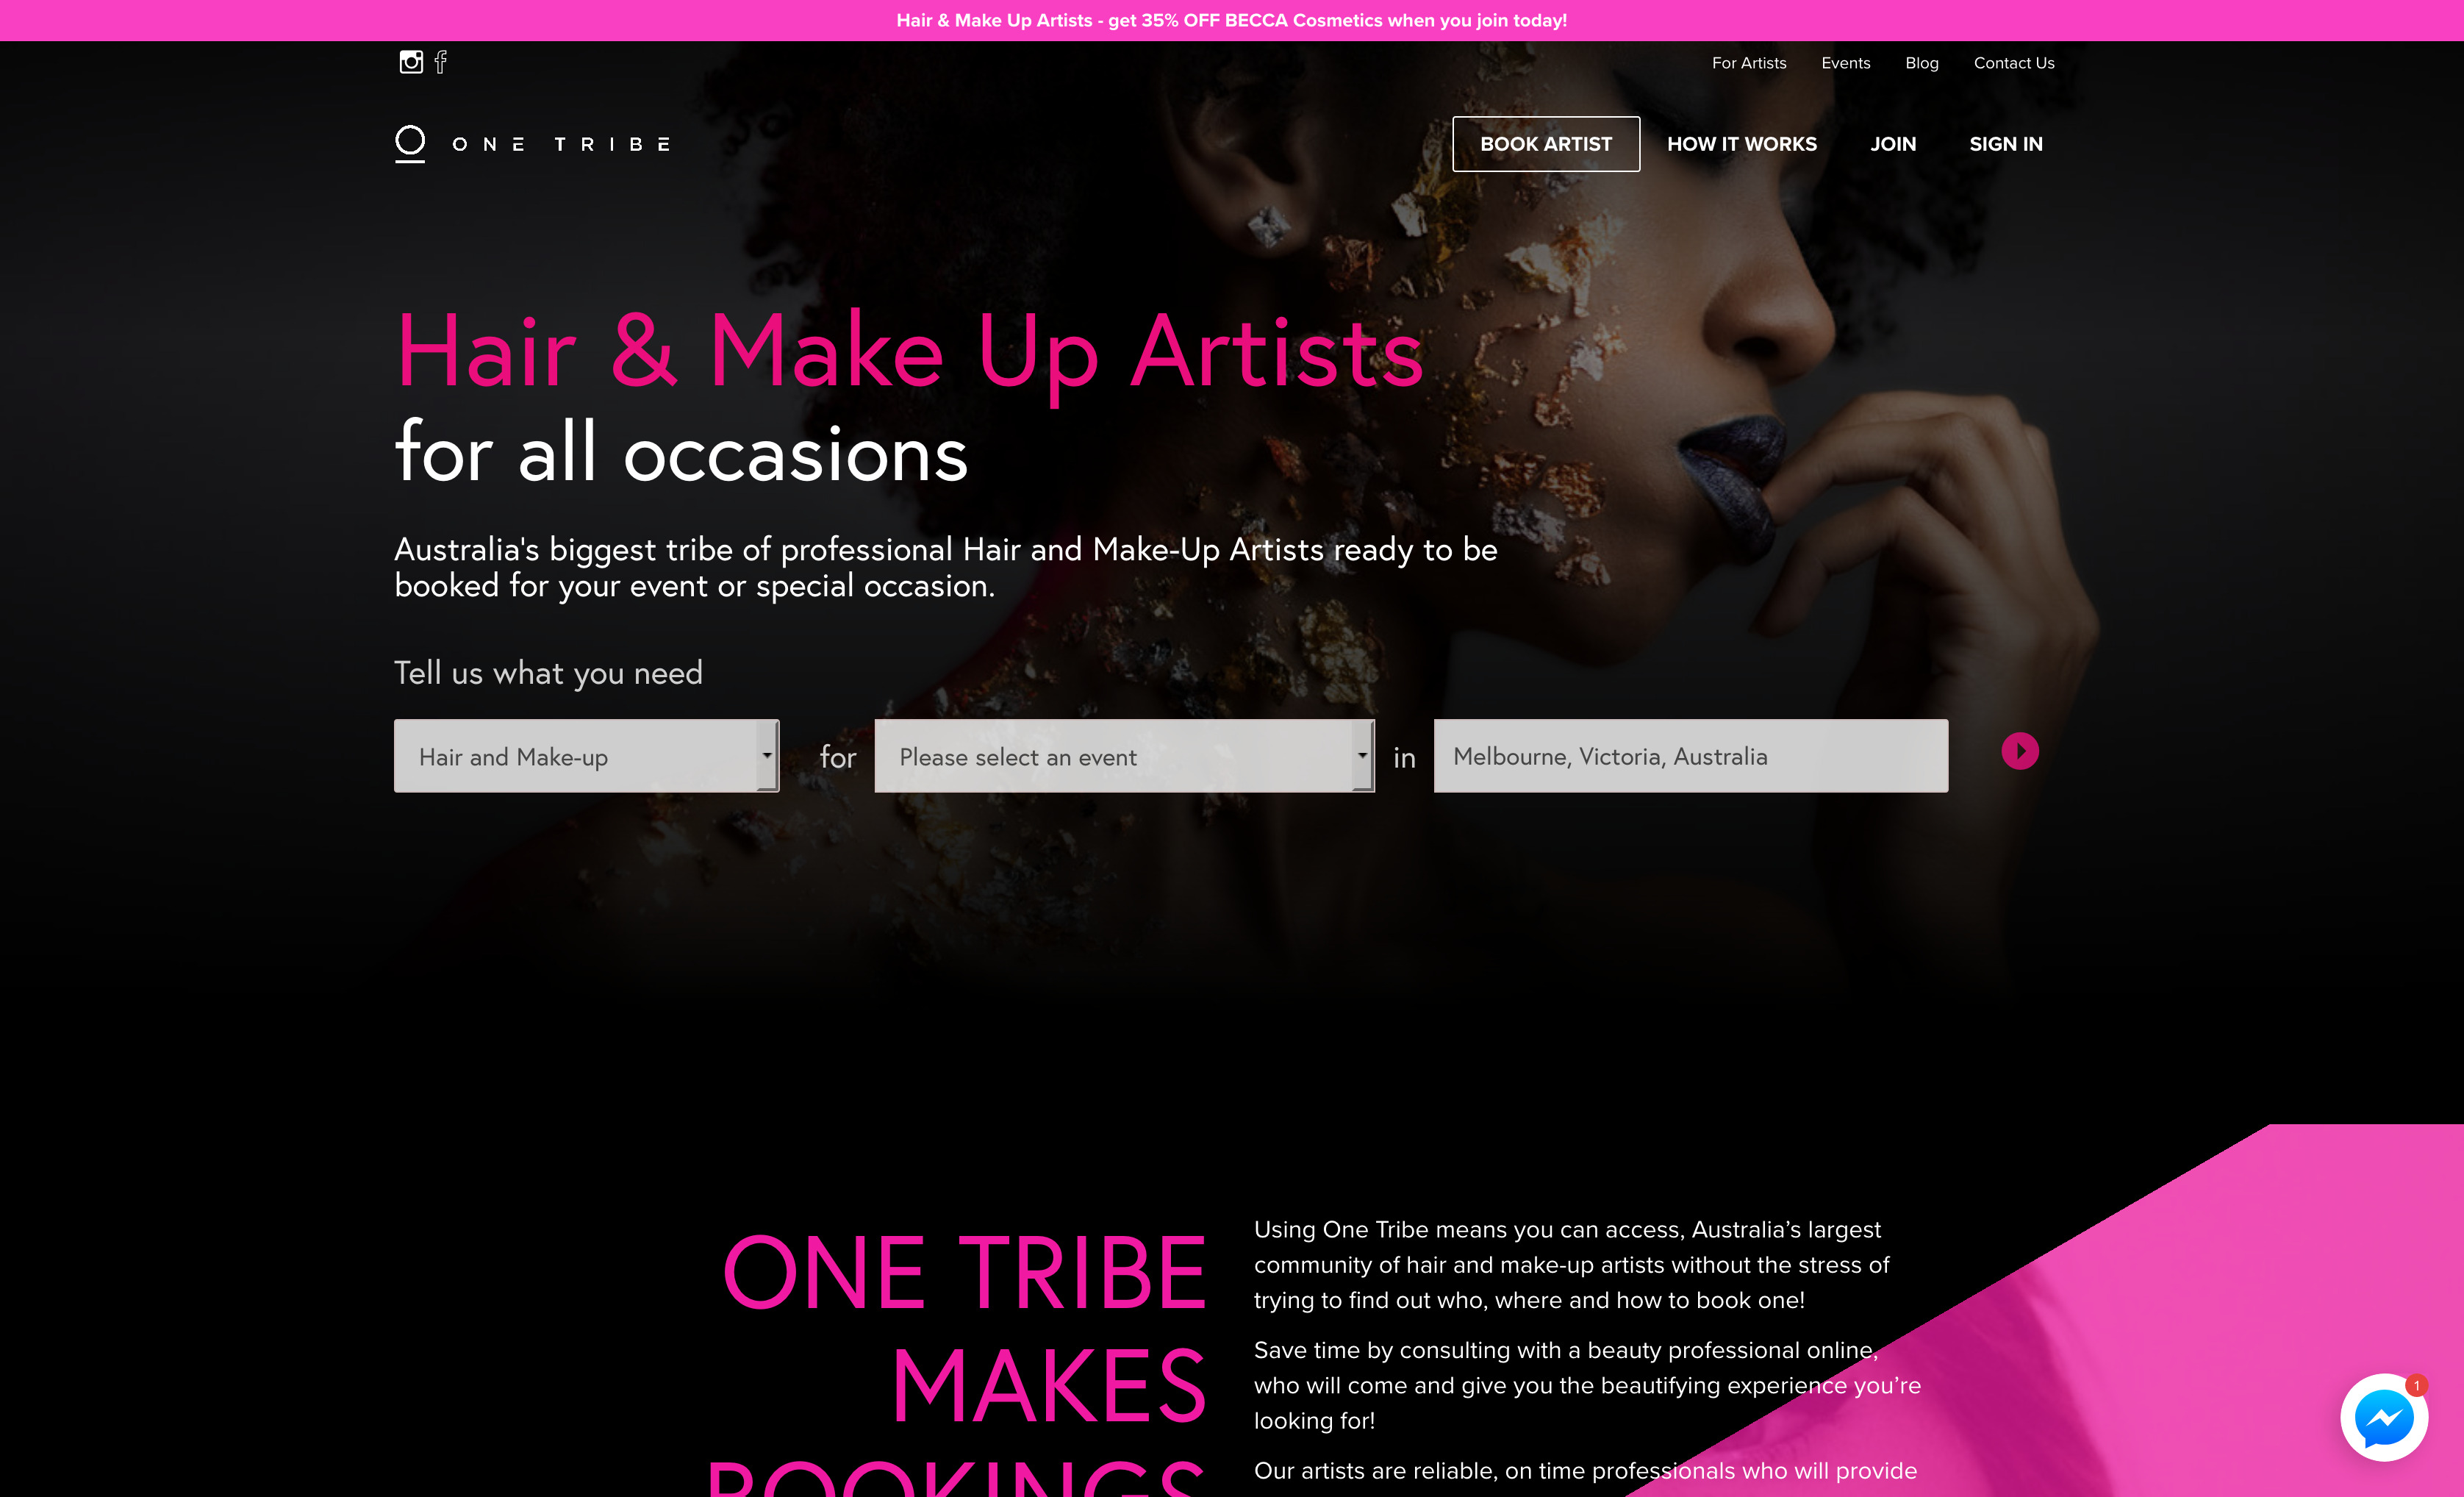 Hair & Make Up Artists - get 35% OFF BECCA Cosmetics when you join today!
For Artists Events Blog Contact Us
ONE TRIBE
BOOK ARTIST HOW IT WORKS JOIN SIGN IN
Hair & Make Up Artists
for all occasions
Australia's biggest tribe of professional Hair and Make-Up Artists ready to be
booked for your event or special occasion.
Tell us what you need
Hair and Make-up for Please select an event in Melbourne, Victoria, Australia
ONE TRIBE
MAKES
BOOKINGS
Using One Tribe means you can access, Australia’s largest
community of hair and make-up artists without the stress of
trying to find out who, where and how to book one!
Save time by consulting with a beauty professional online,
who will come and give you the beautifying experience you’re
looking for!
Our artists are reliable, on time professionals who will provide
1